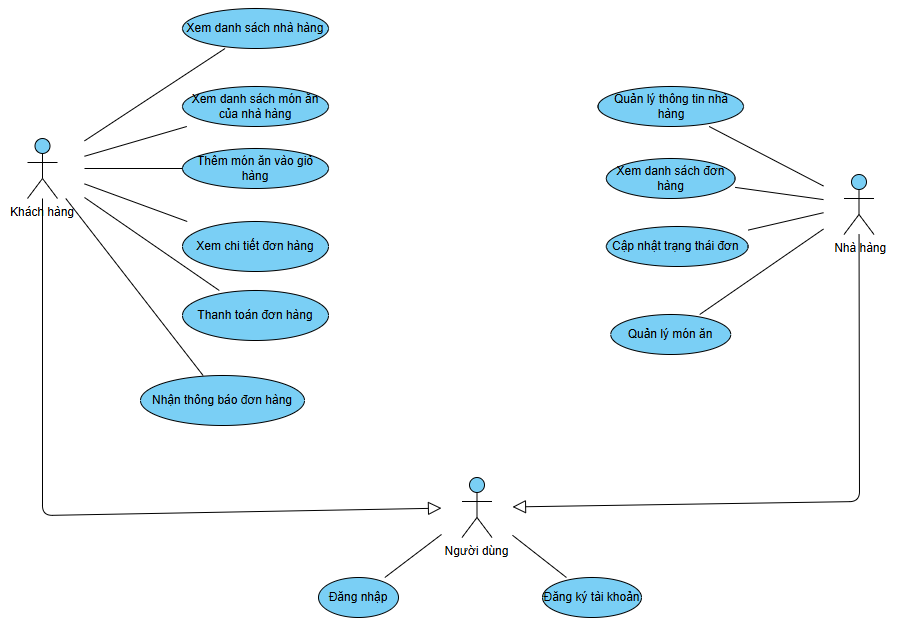 Xem danh sách nhà hàng
Xem danh sách món ăn
của nhà hàng
Thêm món ăn vào giỏ
hàng
Khách hàng
Xem chi tiết đơn hàng
Thanh toán đơn hàng
Nhận thông báo đơn hàng
Quản lý thông tin nhà
hàng
Xem danh sách đơn
hàng
Cập nhật trạng thái đơn
Nhà hàng
Quản lý món ăn
Người dùng
Đăng nhập
Đăng ký tài khoản